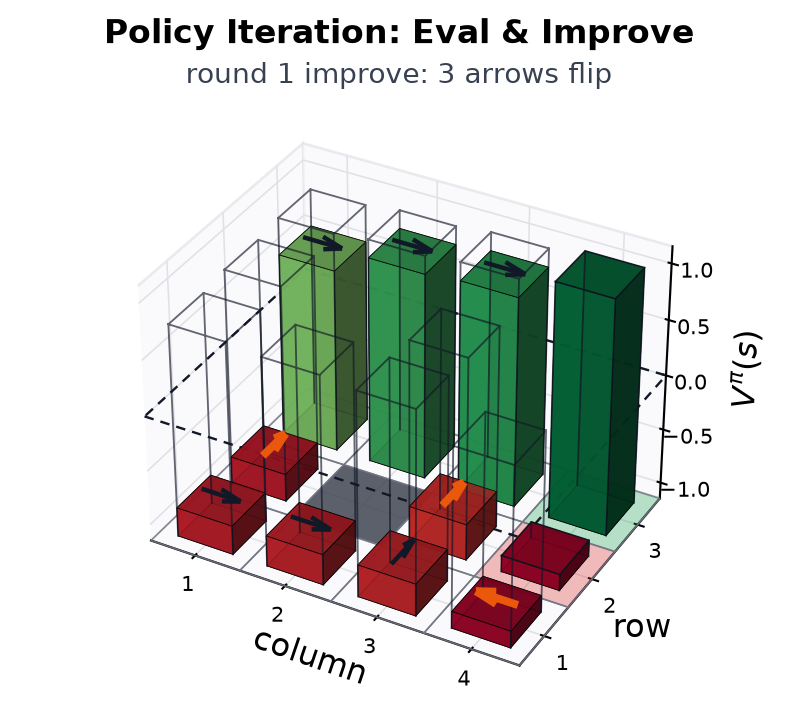 Policy Iteration: Eval & Improve
round 1 improve: 3 arrows flip
1.0
0.5
0.0
−0.5
−1.0
Vπ(s)
1
2
3
4
column
1
2
3
row